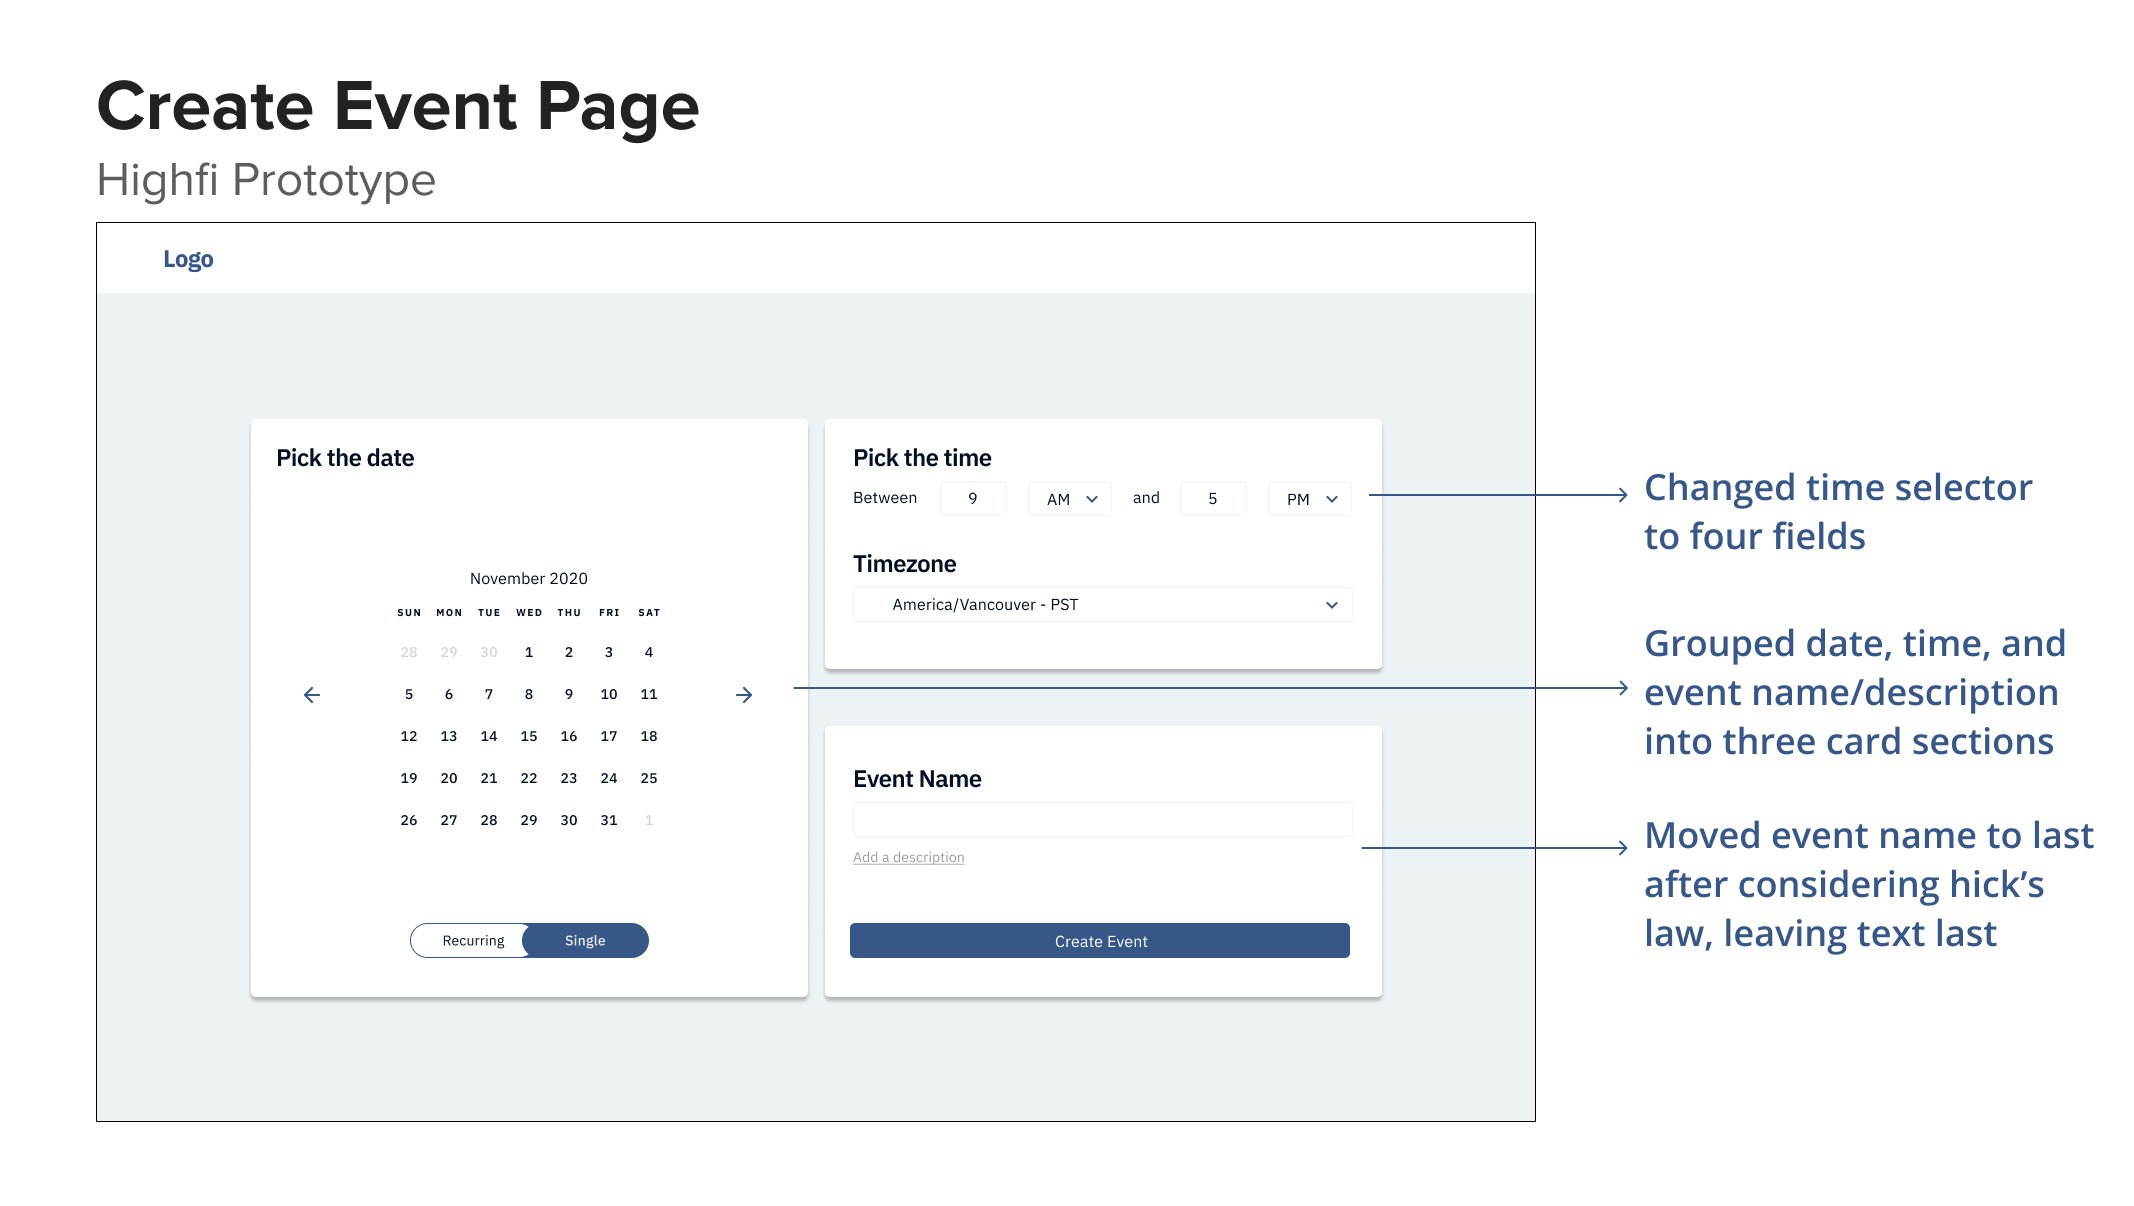 Create Event Page
Highfi Prototype
Logo
Pick the date
November 2020
SUN MON TUE WED THU FRI SAT
28 29 30 1 2 3 4
5 6 7 8 9 10 11
12 13 14 15 16 17 18
19 20 21 22 23 24 25
26 27 28 29 30 31 1
Recurring Single
Pick the time
Between 9 AM and 5 PM
Timezone
America/Vancouver - PST
Event Name
Add a description
Create Event
Changed time selector
to four fields
Grouped date, time, and
event name/description
into three card sections
Moved event name to last
after considering hick’s
law, leaving text last